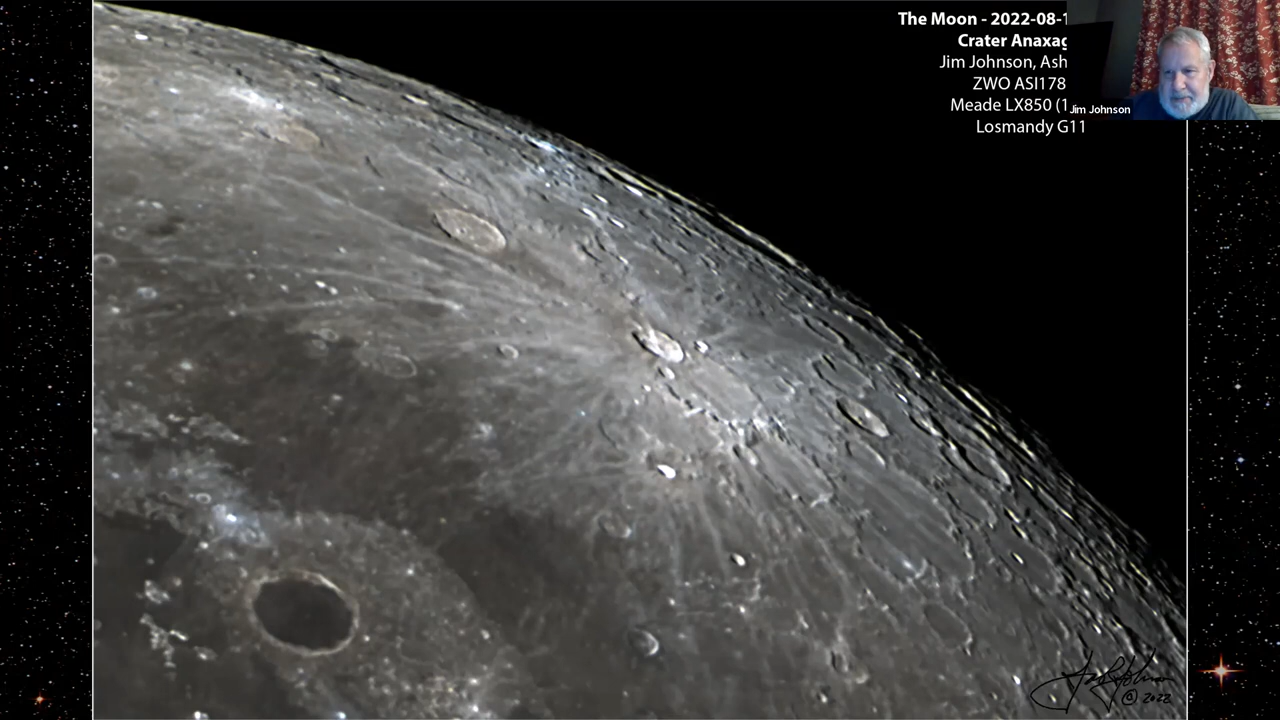 The Moon - 2022-08-1
Crater Anaxag
Jim Johnson, Ash
ZWO ASI178
Meade LX850 (1
Losmandy G11
Jim Johnson
© 2022